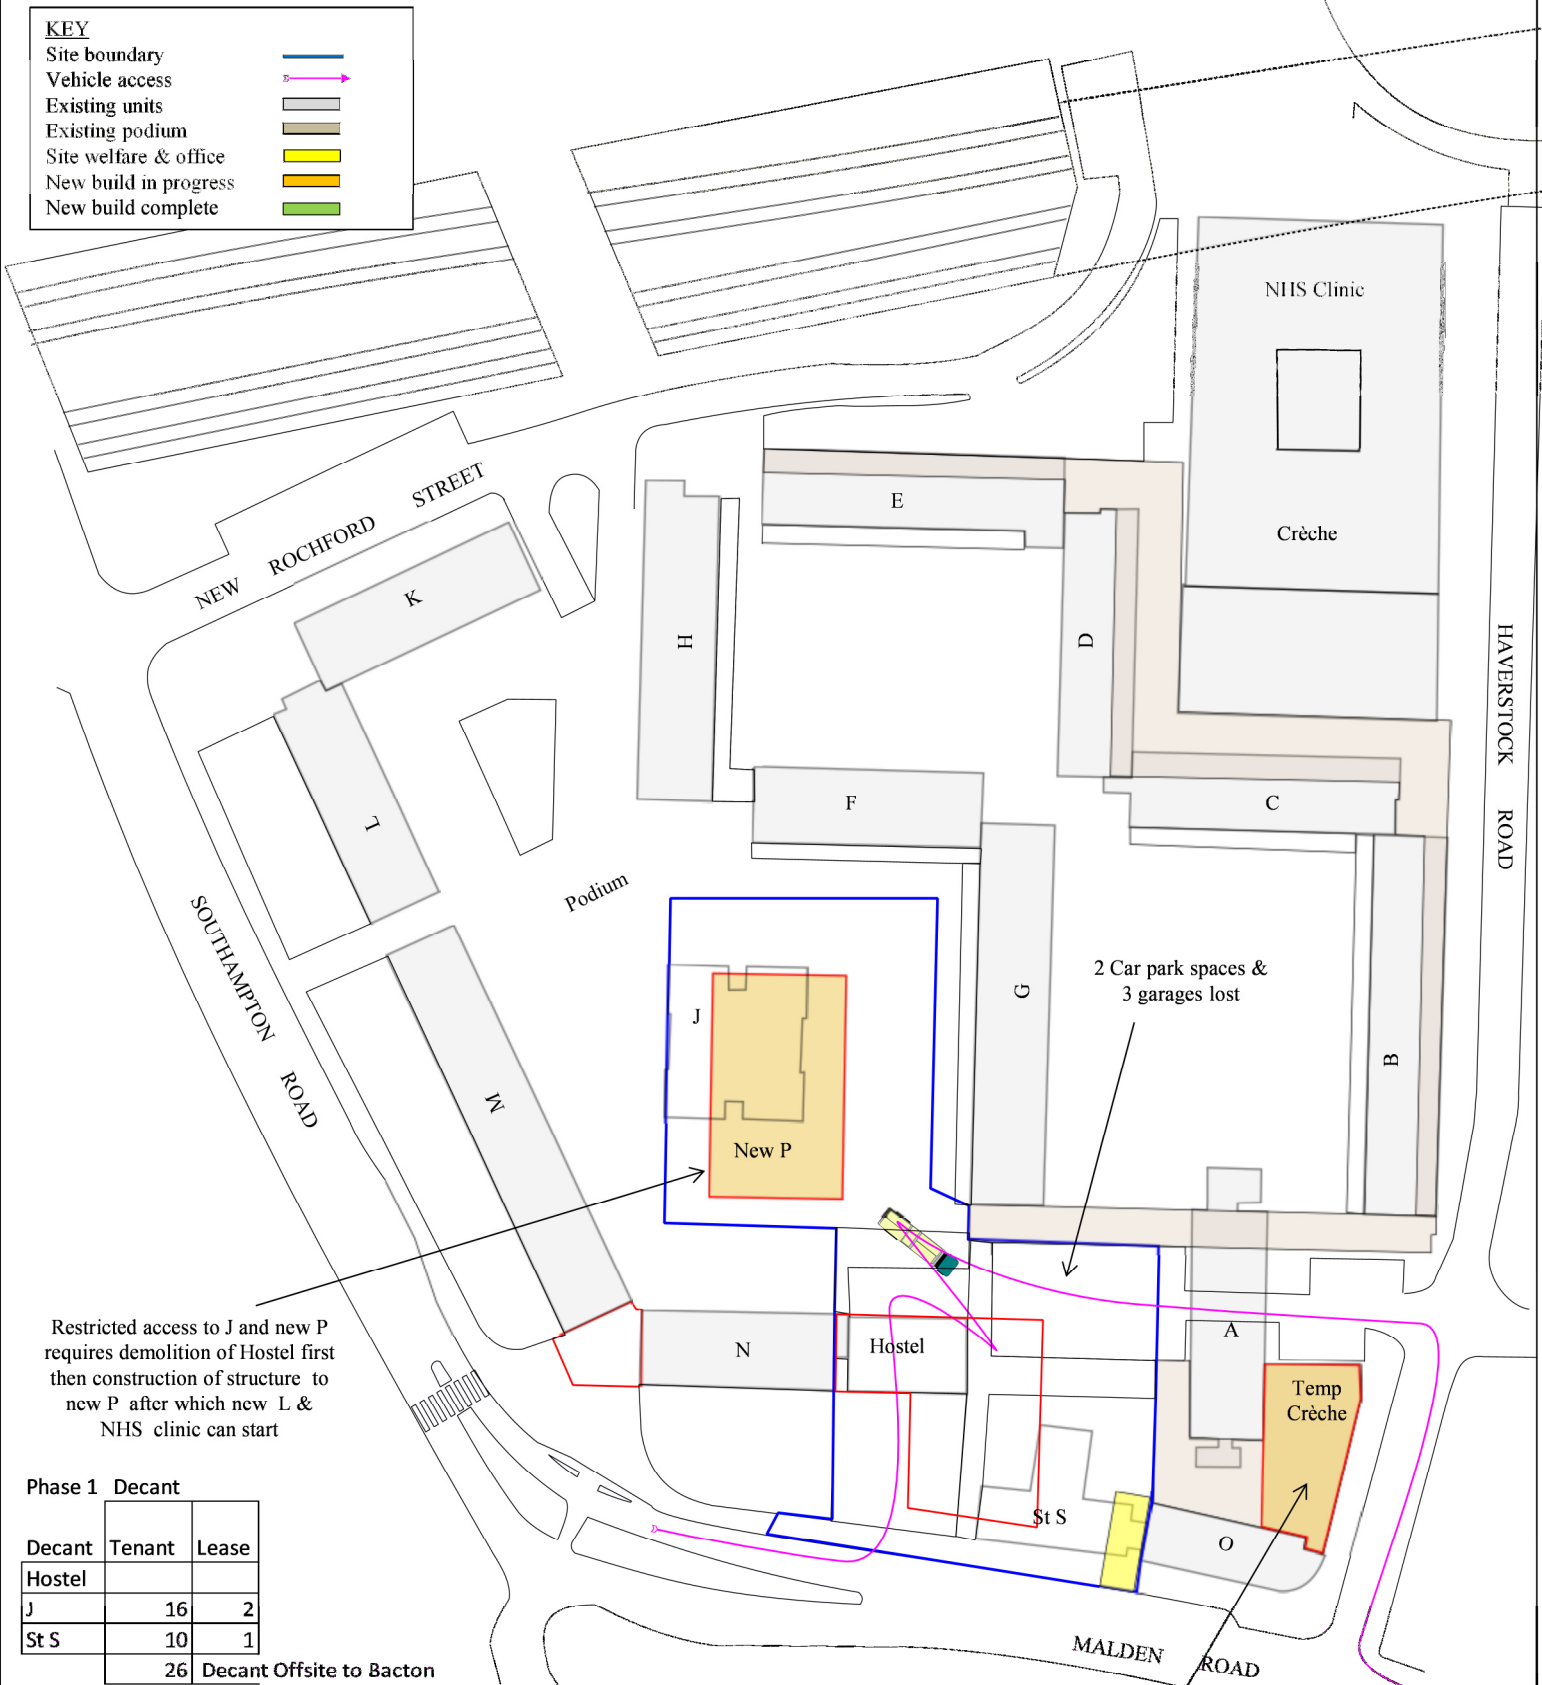 KEY
Site boundary
Vehicle access
Existing units
Existing podium
Site welfare & office
New build in progress
New build complete
NHS Clinic
Crèche
NEW ROCHFORD STREET
E
K
H
D
HAVERSTOCK ROAD
F
C
L
Podium
SOUTHAMPTON ROAD
2 Car park spaces &
3 garages lost
G
J
B
M
New P
Restricted access to J and new P
requires demolition of Hostel first
then construction of structure to
new P after which new L &
NHS clinic can start
N
Hostel
A
Temp
Crèche
St S
O
MALDEN ROAD
Phase 1 Decant
Decant Tenant Lease
Hostel
J 16 2
St S 10 1
26 Decant Offsite to Bacton